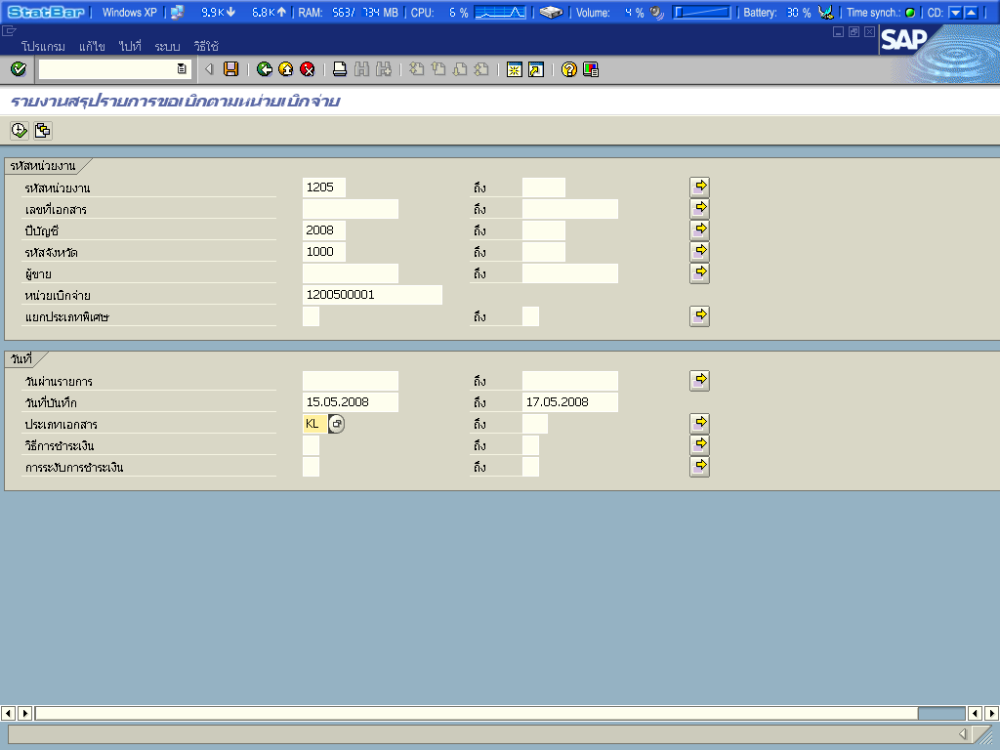 StatBar Windows XP 9.9K 6.8K RAM: 563/ 734 MB CPU: 6 % Volume: 4 % Battery: 30 % Time synch.: CD:
โปรแกรม แก้ไข ไปที่ ระบบ วิธีใช้
SAP
รายงานสรุปรายการขอเบิกตามหน่วยเบิกจ่าย
รหัสหน่วยงาน
รหัสหน่วยงาน 1205 ถึง
เลขที่เอกสาร ถึง
ปีบัญชี 2008 ถึง
รหัสจังหวัด 1000 ถึง
ผู้ขาย ถึง
หน่วยเบิกจ่าย 1200500001
แยกประเภทพิเศษ ถึง
วันที่
วันผ่านรายการ ถึง
วันที่บันทึก 15.05.2008 ถึง 17.05.2008
ประเภทเอกสาร KL ถึง
วิธีการชำระเงิน ถึง
การระงับการชำระเงิน ถึง